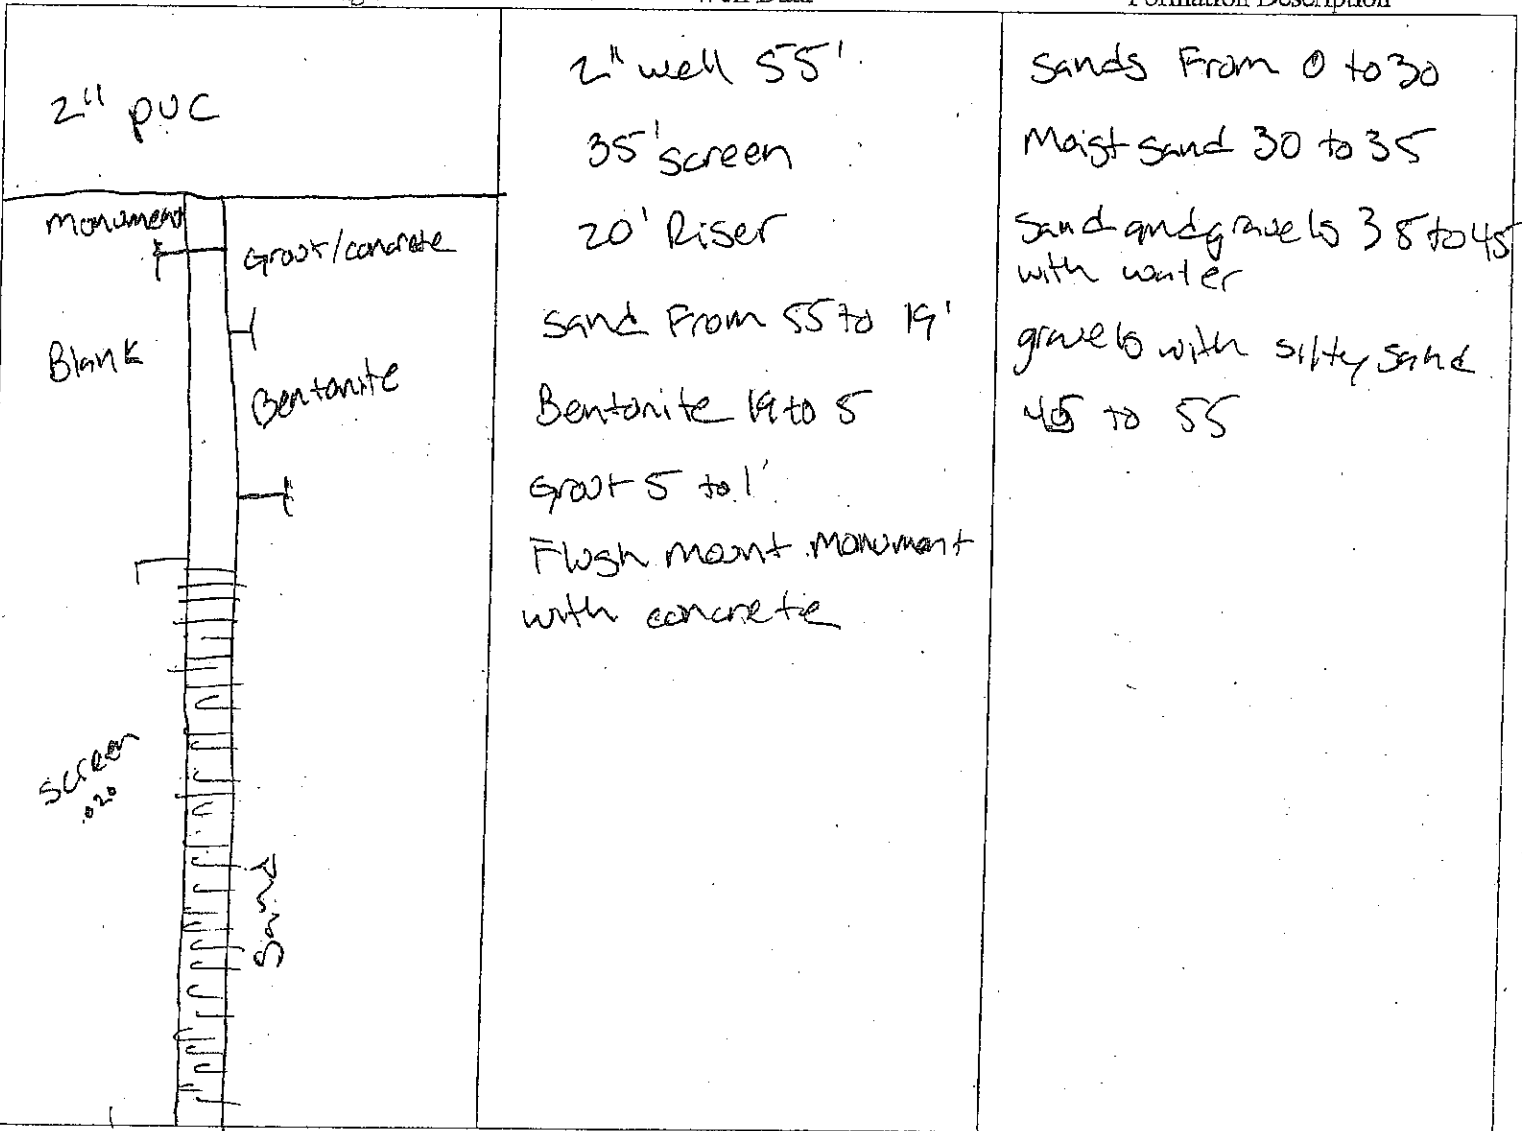 2" PVC
Monument
Grout/concrete
Blank
Bentonite
Screen
.020
Sand
2" well 55'
35' screen
20' Riser
Sand From 55 to 19'
Bentonite 19 to 5
Grout 5 to 1'
Flush mount Monument
with concrete
Formation Description
Sands From 0 to 30
Moist sand 30 to 35
Sand and gravels 35 to 45
with water
gravels with silty sand
45 to 55